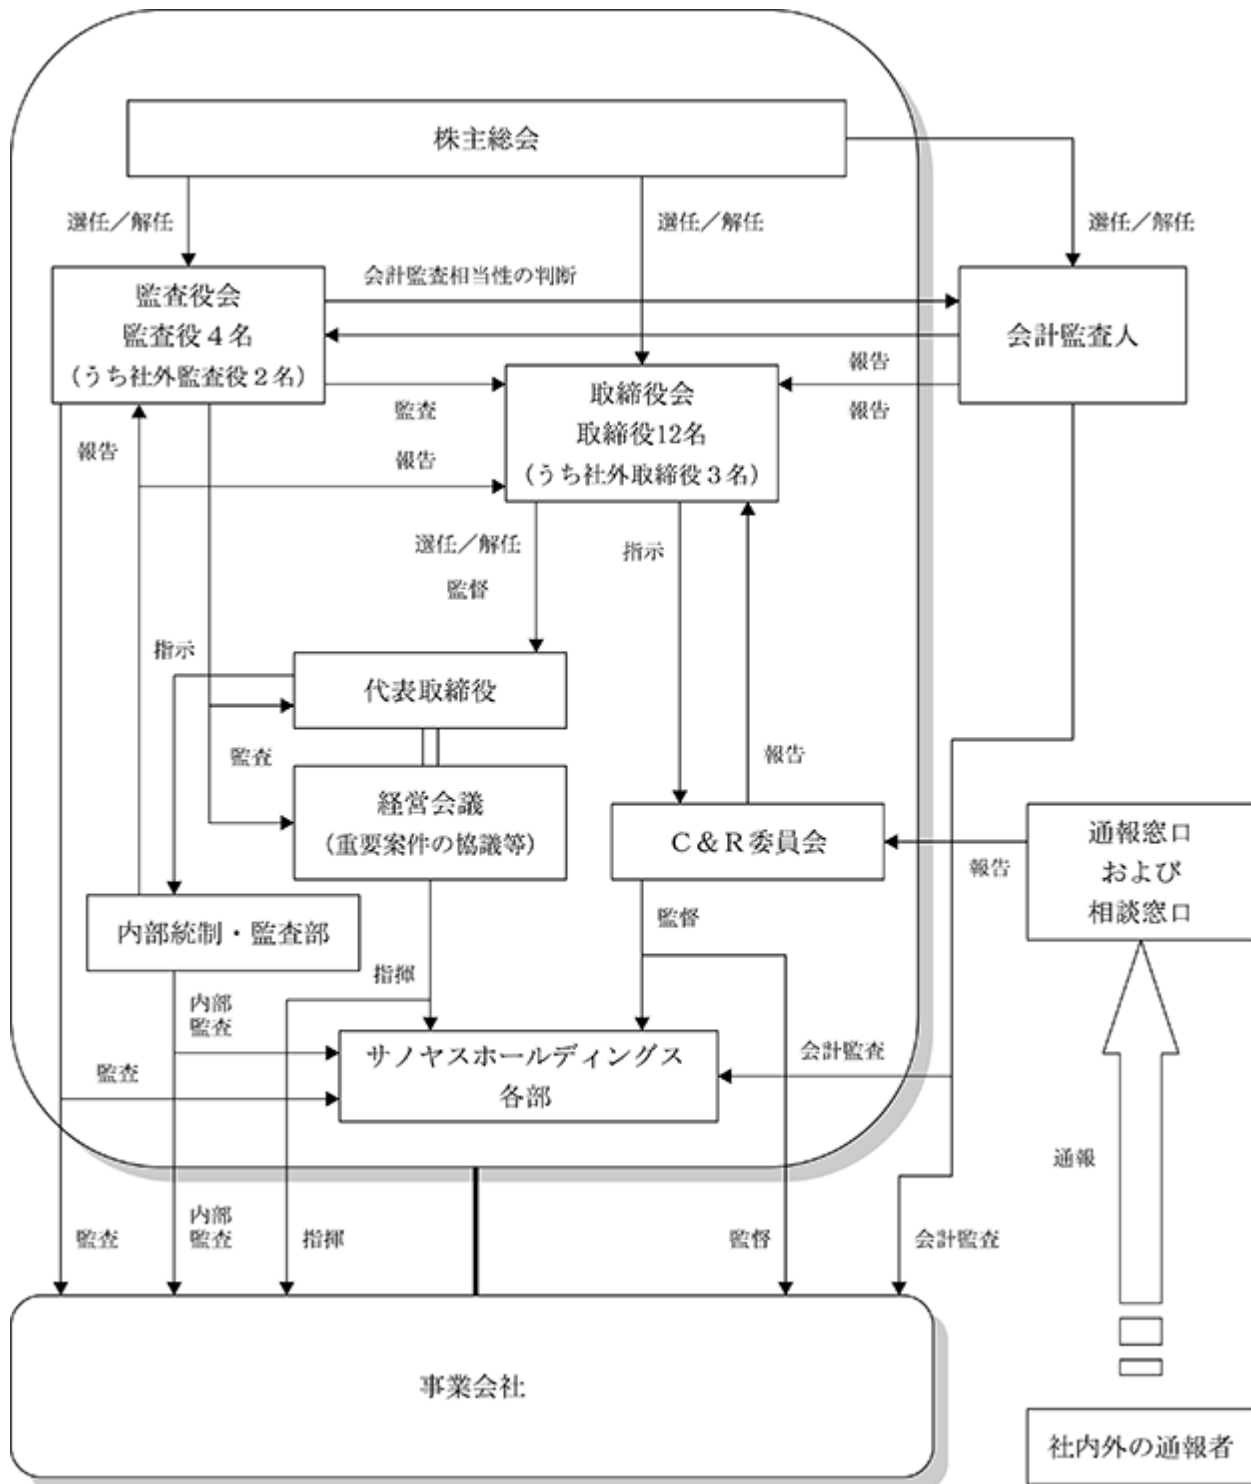 株主総会
選任／解任
選任／解任
選任／解任
監査役会
監査役４名
（うち社外監査役２名）
会計監査相当性の判断
会計監査人
報告
報告
監査
取締役会
取締役12名
（うち社外取締役３名）
報告
報告
選任／解任
監督
指示
指示
代表取締役
監査
経営会議
（重要案件の協議等）
報告
Ｃ＆Ｒ委員会
報告
通報窓口
および
相談窓口
内部統制・監査部
監督
指揮
内部
監査
監査
サノヤスホールディングス
各部
会計監査
通報
監査
内部
監査
指揮
監督
会計監査
事業会社
社内外の通報者